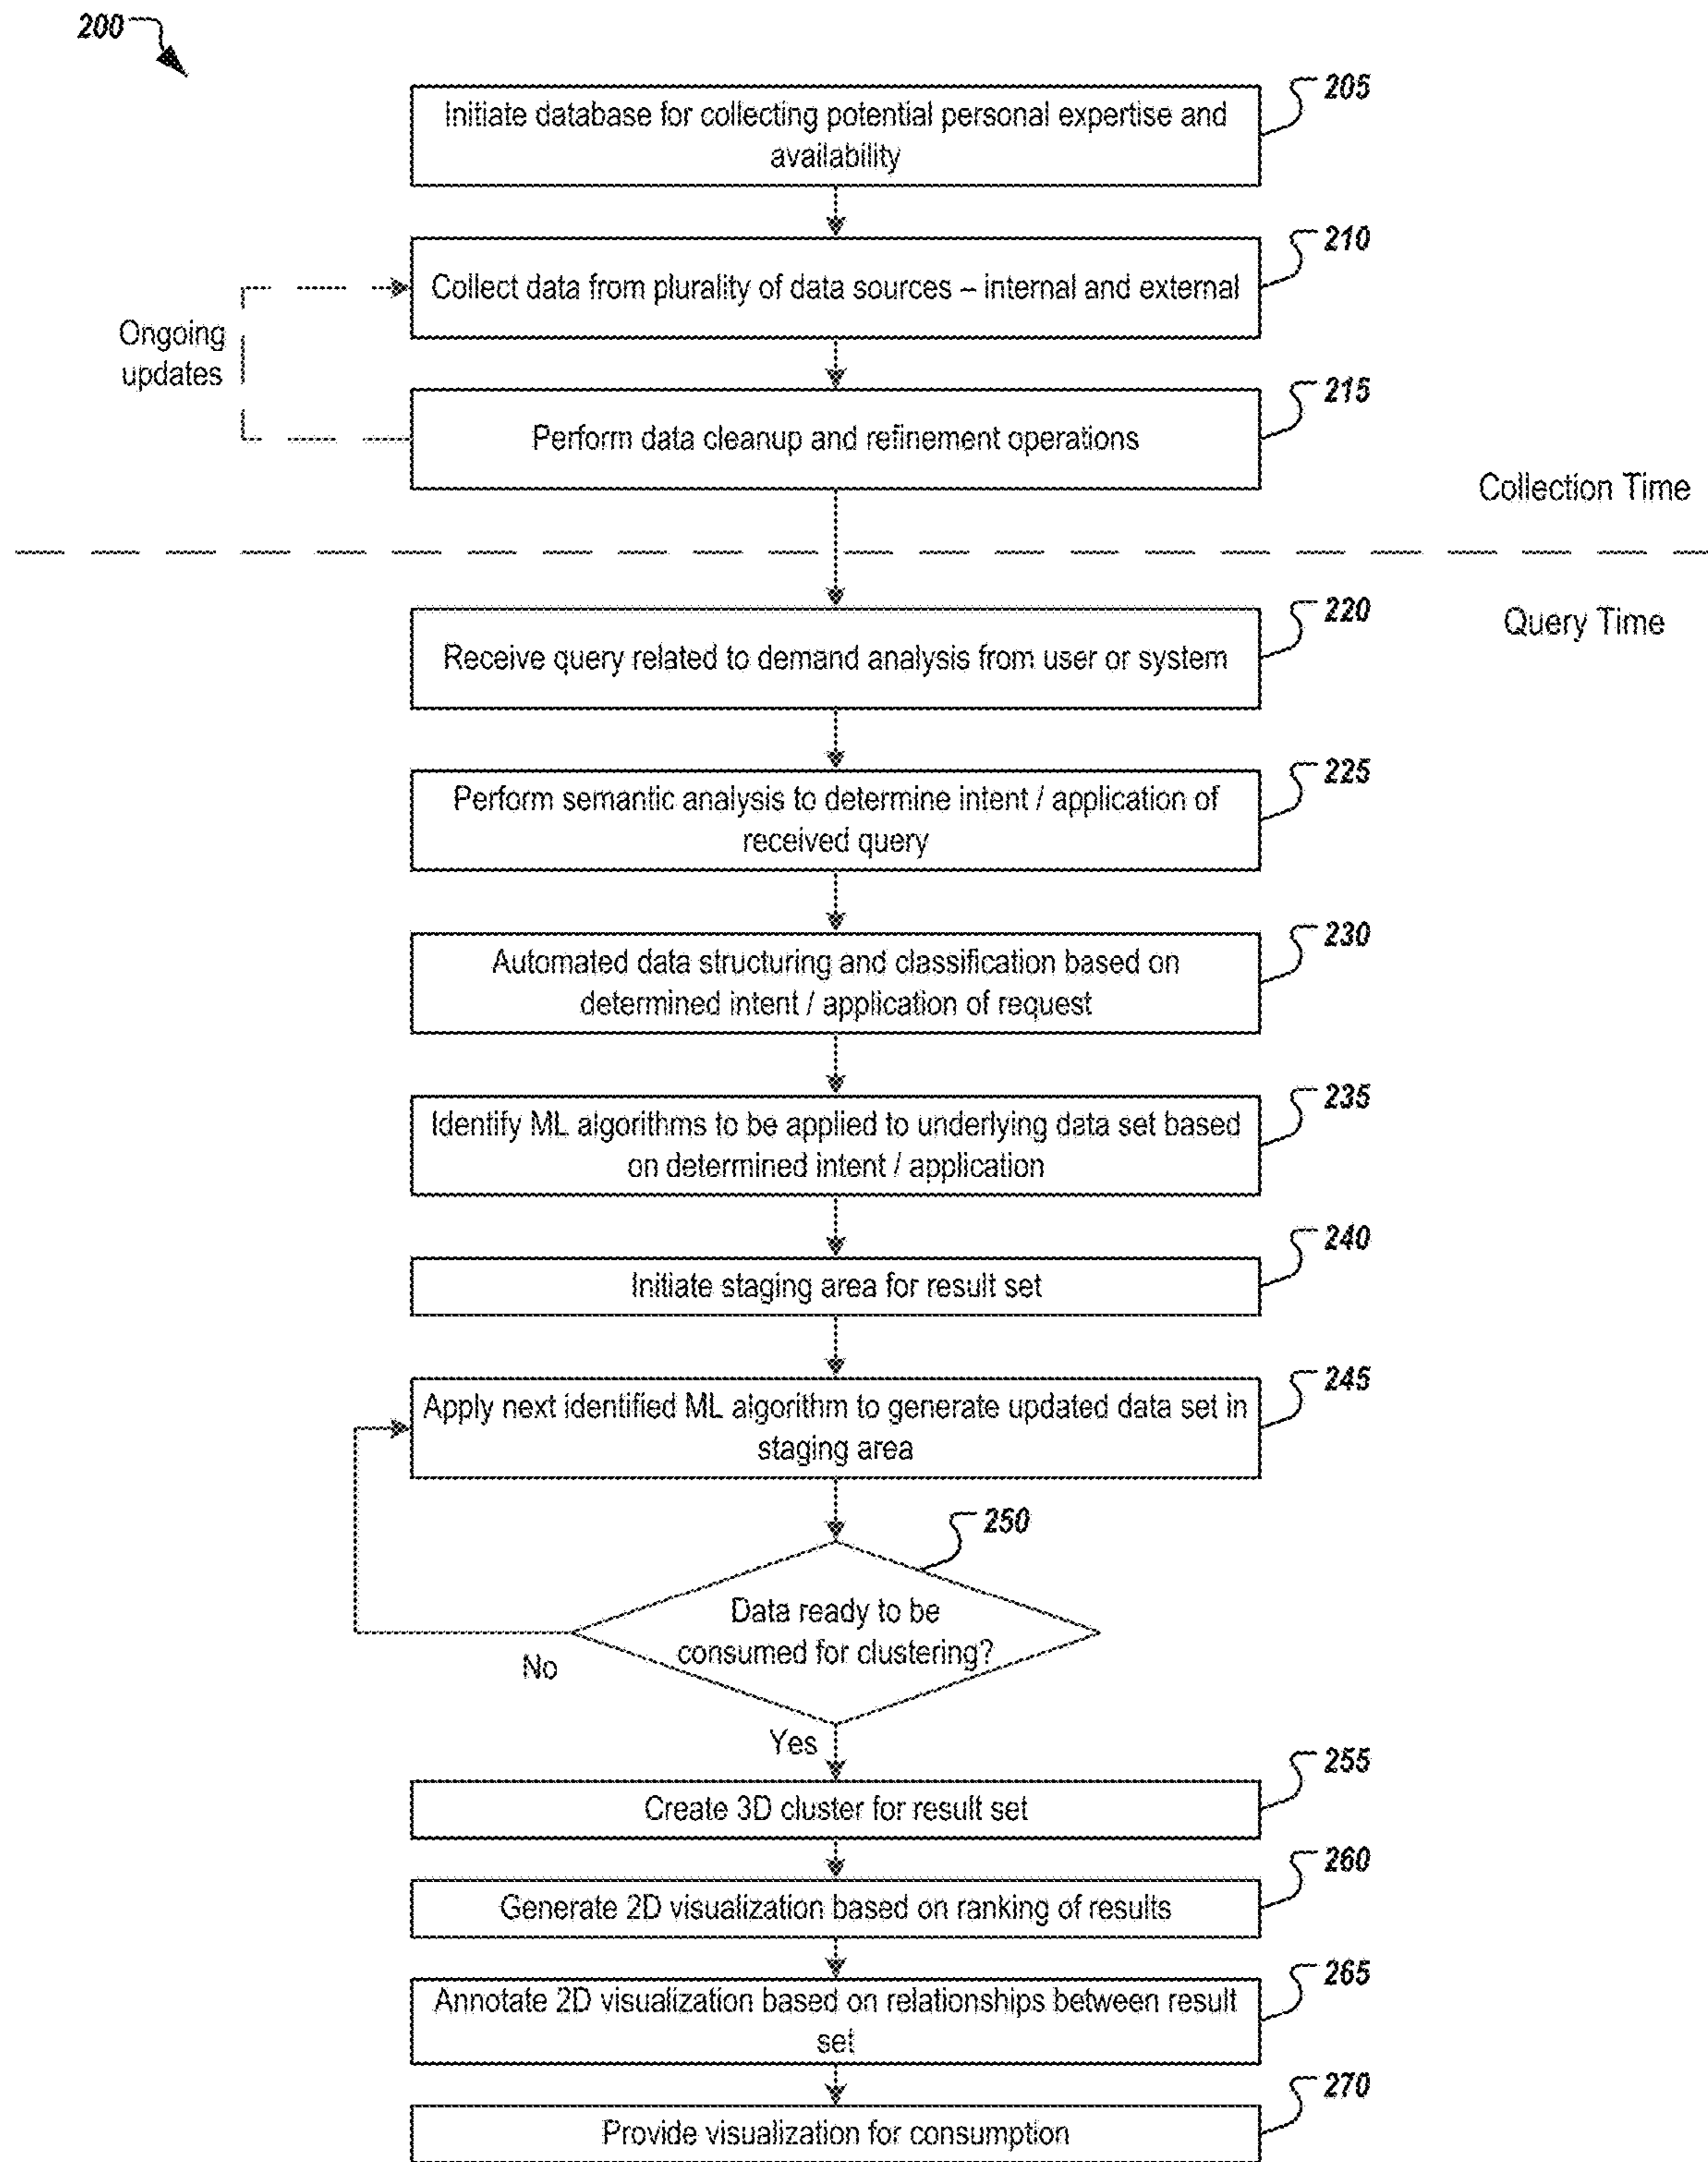 200
205
Initiate database for collecting potential personal expertise and
availability
210
Collect data from plurality of data sources – internal and external
Ongoing
updates
215
Perform data cleanup and refinement operations
Collection Time
Query Time
220
Receive query related to demand analysis from user or system
225
Perform semantic analysis to determine intent / application of
received query
230
Automated data structuring and classification based on
determined intent / application of request
235
Identify ML algorithms to be applied to underlying data set based
on determined intent / application
240
Initiate staging area for result set
245
Apply next identified ML algorithm to generate updated data set in
staging area
250
Data ready to be
consumed for clustering?
No
Yes
255
Create 3D cluster for result set
260
Generate 2D visualization based on ranking of results
265
Annotate 2D visualization based on relationships between result
set
270
Provide visualization for consumption